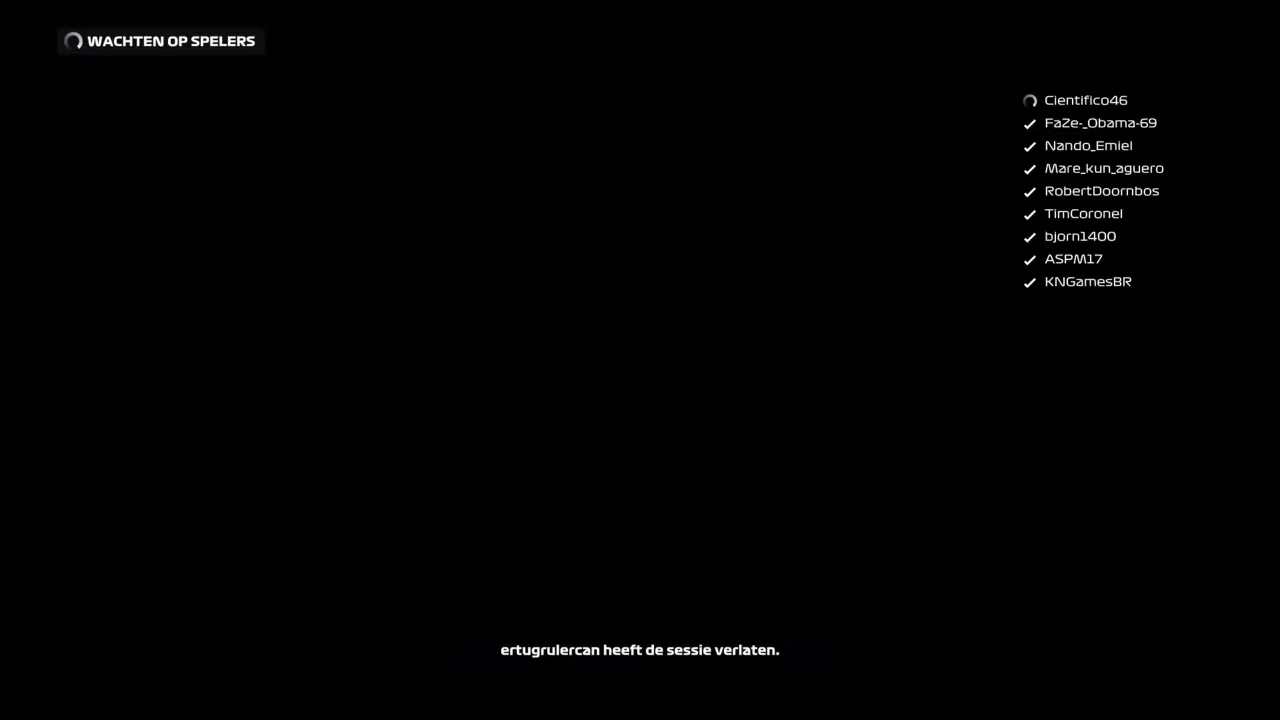 WACHTEN OP SPELERS
Cientifico46
FaZe-_Obama-69
Nando_Emiel
Mare_kun_aguero
RobertDoornbos
TimCoronel
bjorn1400
ASPM17
KNGamesBR
ertugrulercan heeft de sessie verlaten.